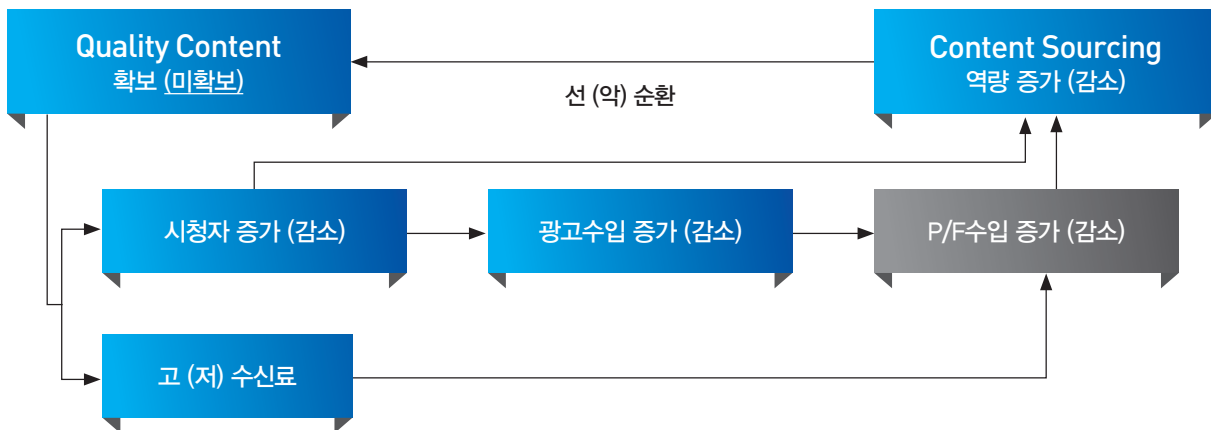 Quality Content
확보 (미확보)
Content Sourcing
역량 증가 (감소)
선 (악) 순환
시청자 증가 (감소)
광고수입 증가 (감소)
P/F수입 증가 (감소)
고 (저) 수신료